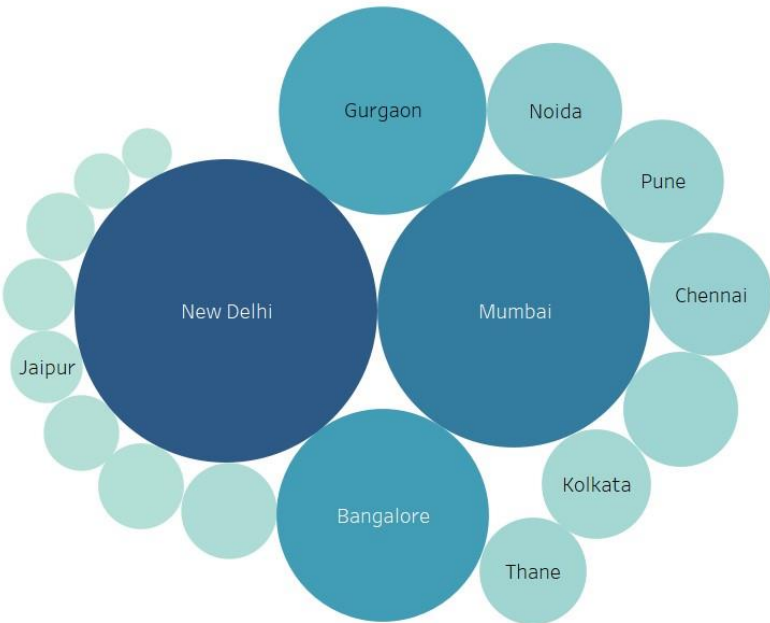 Gurgaon
Noida
Pune
Chennai
New Delhi
Mumbai
Jaipur
Kolkata
Bangalore
Thane